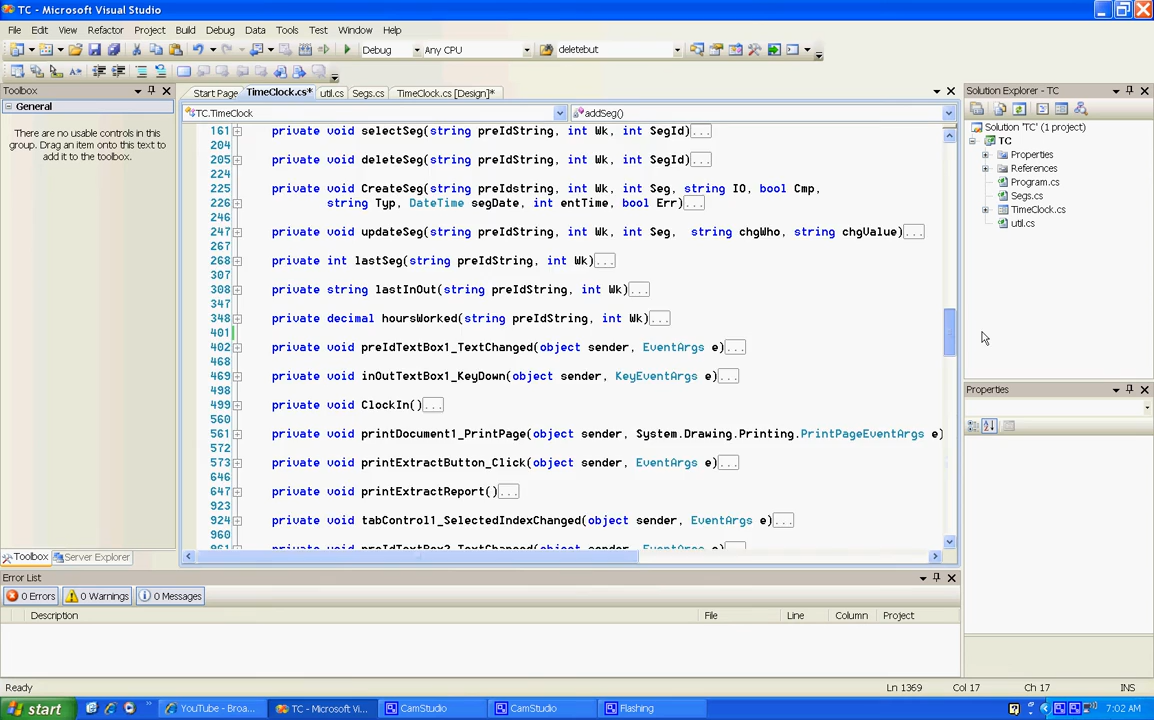 TC - Microsoft Visual Studio
File Edit View Refactor Project Build Debug Data Tools Test Window Help
Debug Any CPU deletebut
Toolbox
General
There are no usable controls in this
group. Drag an item onto this text to
add it to the toolbox.
Start Page TimeClock.cs* util.cs Segs.cs TimeClock.cs [Design]*
TC.TimeClock addSeg()
161 private void selectSeg(string preIdString, int Wk, int SegId)...
204
205 private void deleteSeg(string preIdString, int Wk, int SegId)...
224
225 private void CreateSeg(string preIdstring, int Wk, int Seg, string IO, bool Cmp,
226 string Typ, DateTime segDate, int entTime, bool Err)...
246
247 private void updateSeg(string preIdString, int Wk, int Seg,  string chgWho, string chgValue)...
267
268 private int lastSeg(string preIdString, int Wk)...
307
308 private string lastInOut(string preIdString, int Wk)...
347
348 private decimal hoursWorked(string preIdString, int Wk)...
401
402 private void preIdTextBox1_TextChanged(object sender, EventArgs e)...
468
469 private void inOutTextBox1_KeyDown(object sender, KeyEventArgs e)...
498
499 private void ClockIn()...
560
561 private void printDocument1_PrintPage(object sender, System.Drawing.Printing.PrintPageEventArgs e)
572
573 private void printExtractButton_Click(object sender, EventArgs e)...
646
647 private void printExtractReport()...
923
924 private void tabControl1_SelectedIndexChanged(object sender, EventArgs e)...
960
961 private void preIdTextBox2_TextChanged(object sender, EventArgs e)...
Toolbox Server Explorer
Solution Explorer - TC
Solution 'TC' (1 project)
TC
Properties
References
Program.cs
Segs.cs
TimeClock.cs
util.cs
Properties
Error List
0 Errors 0 Warnings 0 Messages
Description File Line Column Project
Ready Ln 1369 Col 17 Ch 17 INS
start YouTube - Broa... TC - Microsoft Vi... CamStudio CamStudio Flashing 7:02 AM